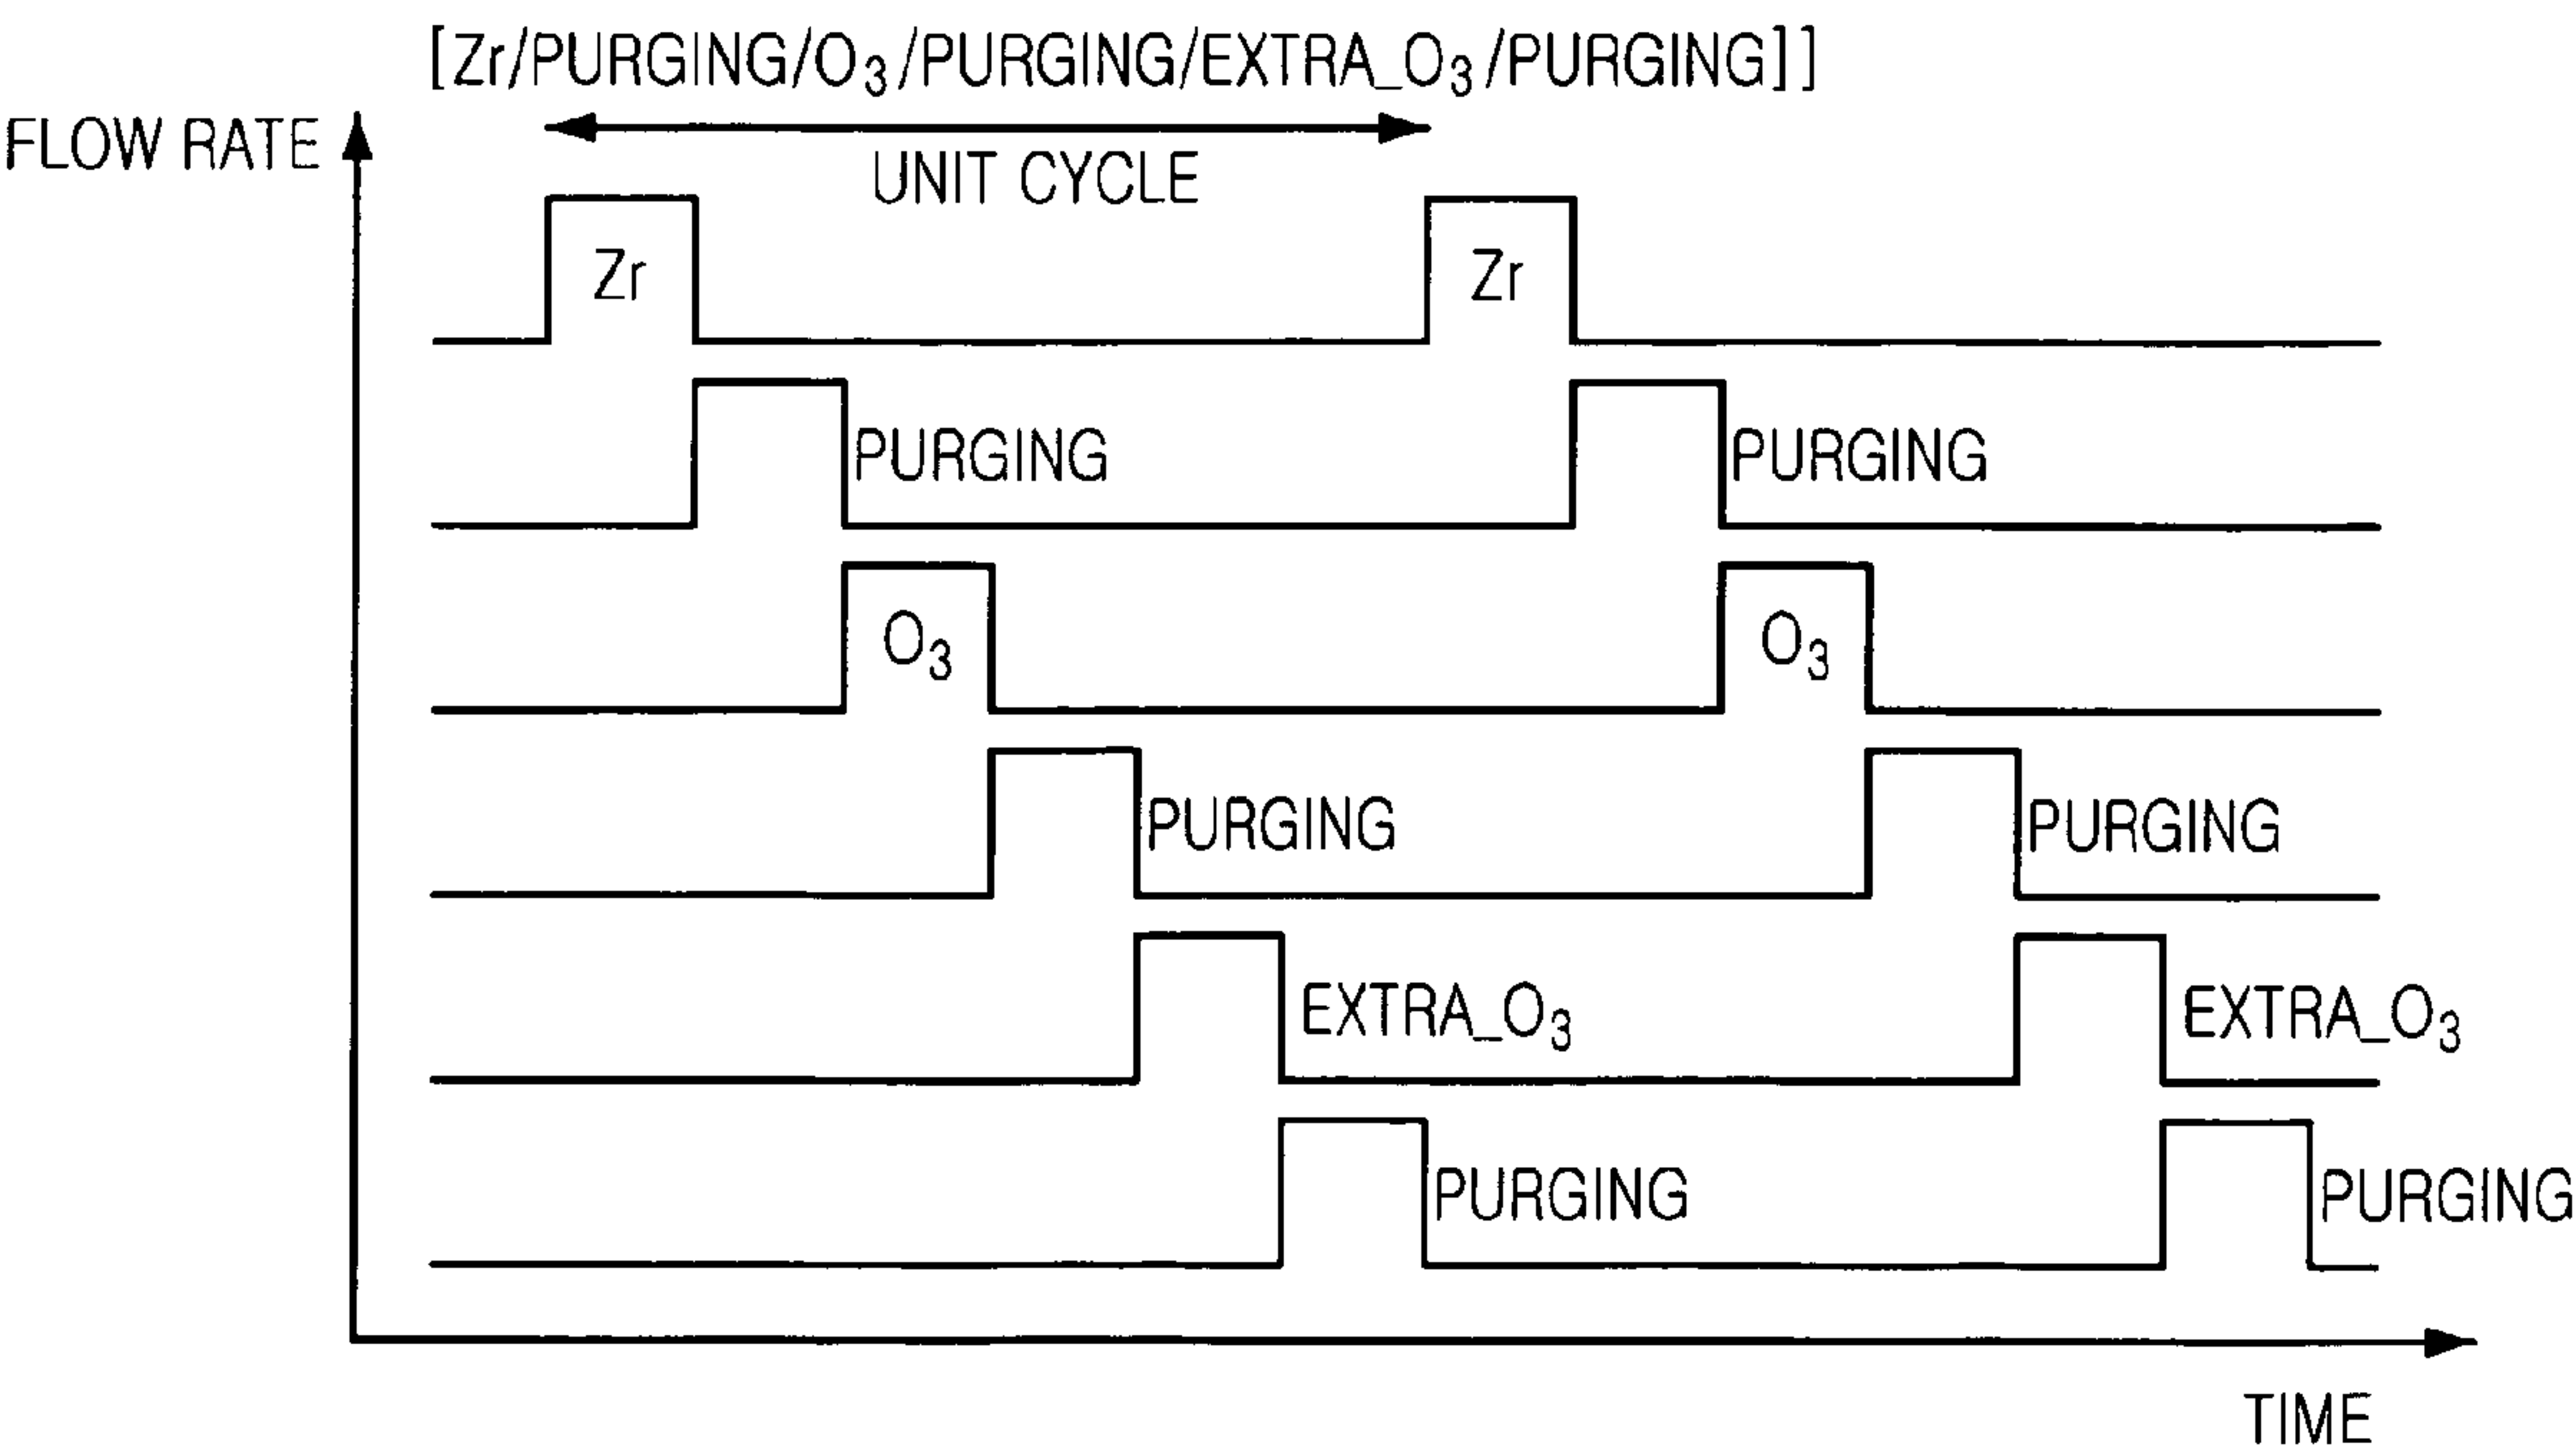 [Zr/PURGING/O₃/PURGING/EXTRA_O₃/PURGING]]
FLOW RATE
UNIT CYCLE
Zr Zr
PURGING PURGING
O₃ O₃
PURGING PURGING
EXTRA_O₃ EXTRA_O₃
PURGING PURGING
TIME